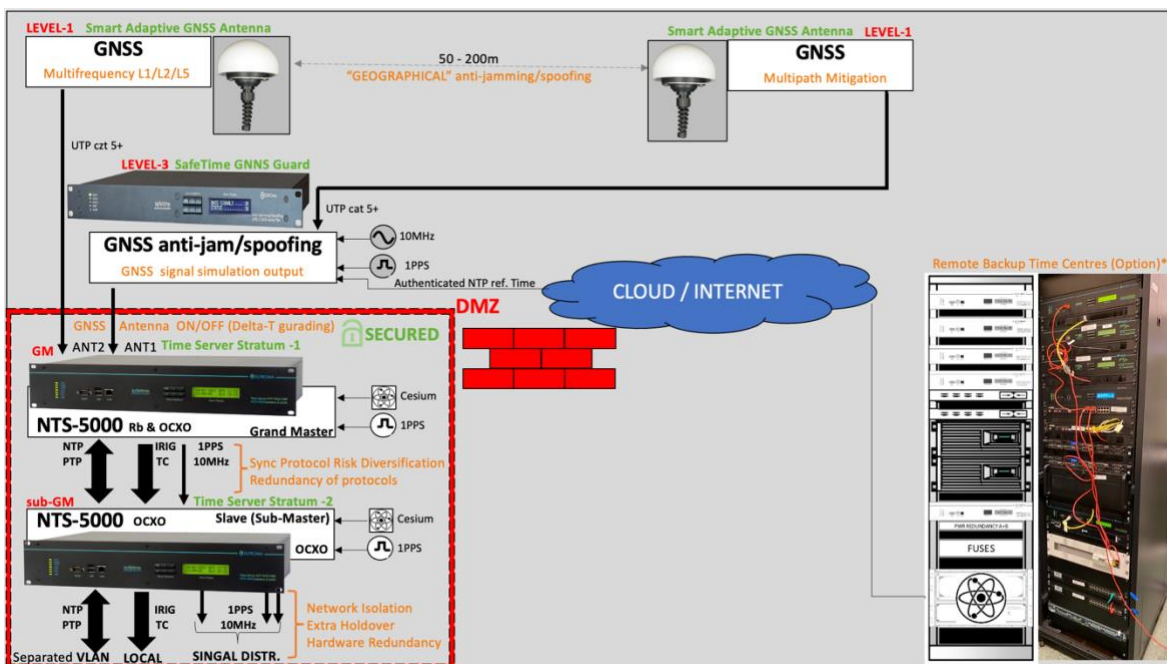 LEVEL-1 Smart Adaptive GNSS Antenna
GNSS
Multifrequency L1/L2/L5
50 - 200m
"GEOGRAPHICAL" anti-jamming/spoofing
Smart Adaptive GNSS Antenna LEVEL-1
GNSS
Multipath Mitigation
UTP czt 5+
LEVEL-3 SafeTime GNNS Guard
UTP cat 5+
GNSS anti-jam/spoofing
GNSS signal simulation output
10MHz
1PPS
Authenticated NTP ref. Time
CLOUD / INTERNET
Remote Backup Time Centres (Option)*
DMZ
GNSS Antenna ON/OFF (Delta-T gurading)
SECURED
GM
ANT2 ANT1 Time Server Stratum -1
NTS-5000 Rb & OCXO
Grand Master
Cesium
1PPS
NTP IRIG 1PPS
PTP TC 10MHz
Sync Protocol Risk Diversification
Redundancy of protocols
sub-GM
Time Server Stratum -2
NTS-5000 OCXO
Slave (Sub-Master)
OCXO
Cesium
1PPS
NTP IRIG 1PPS
PTP TC 10MHz
Network Isolation
Extra Holdover
Hardware Redundancy
Separated VLAN LOCAL SINGAL DISTR.
PWR REDUNDANCY A+B
FUSES